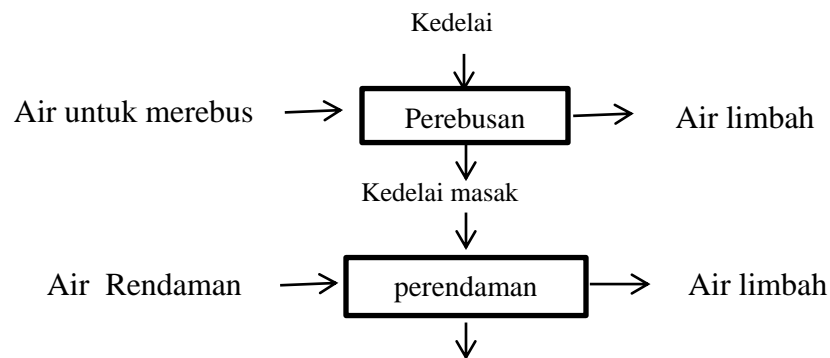 Kedelai
Air untuk merebus
Perebusan
Air limbah
Kedelai masak
Air Rendaman
perendaman
Air limbah